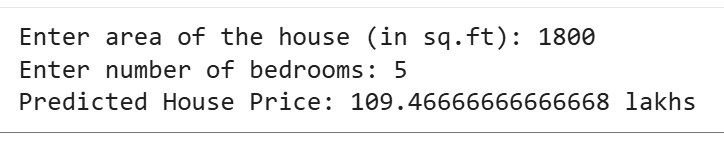 Enter area of the house (in sq.ft): 1800
Enter number of bedrooms: 5
Predicted House Price: 109.46666666666668 lakhs